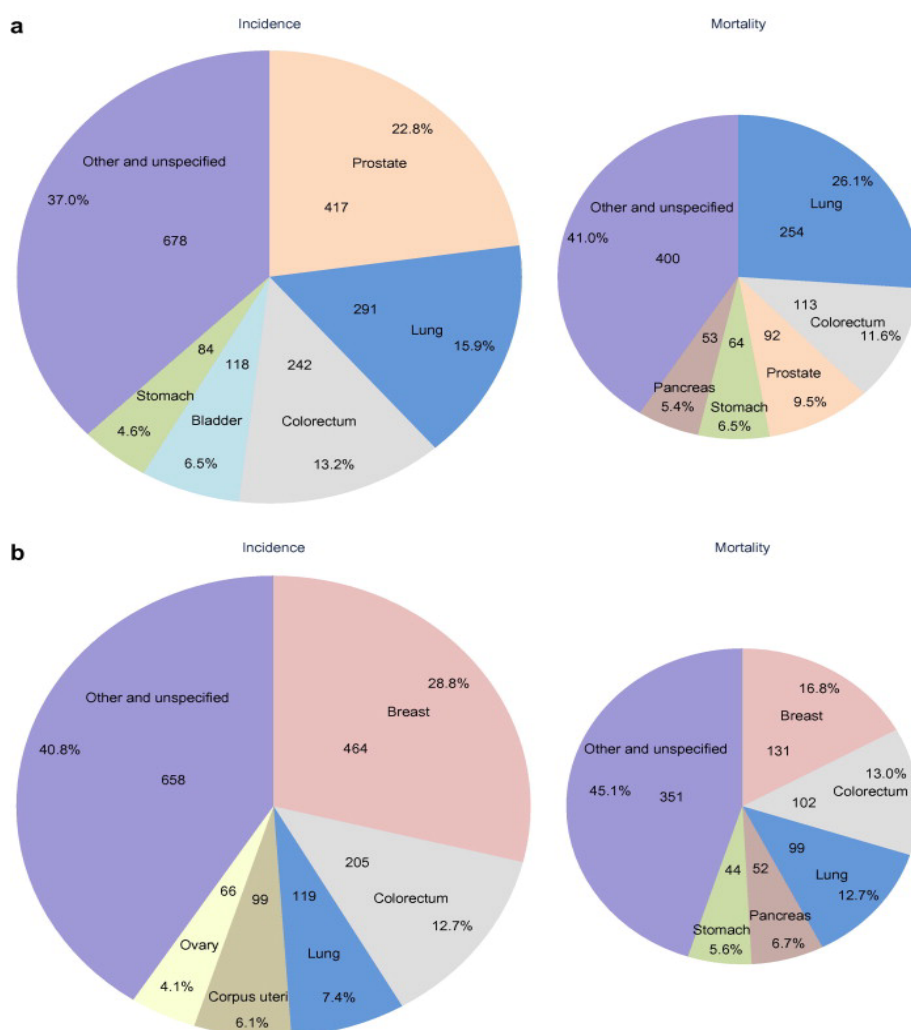 a
Incidence
Mortality
22.8%
Prostate
417
Other and unspecified
37.0%
678
291
Lung
15.9%
84
118
242
Stomach
Bladder
Colorectum
4.6%
6.5%
13.2%
26.1%
Lung
254
Other and unspecified
41.0%
400
113
Colorectum
11.6%
53
64
92
Pancreas
Stomach
Prostate
5.4%
6.5%
9.5%
b
Incidence
Mortality
28.8%
Breast
464
Other and unspecified
40.8%
658
205
Colorectum
12.7%
66
99
119
Ovary
Corpus uteri
Lung
4.1%
6.1%
7.4%
16.8%
Breast
131
Other and unspecified
45.1%
351
13.0%
Colorectum
102
44
52
99
Stomach
Pancreas
Lung
5.6%
6.7%
12.7%